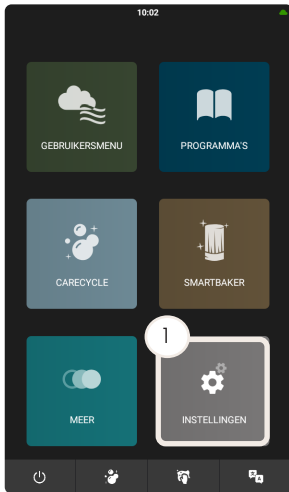 10:02
GEBRUIKERSMENU
PROGRAMMA'S
CARECYCLE
SMARTBAKER
1
MEER
INSTELLINGEN